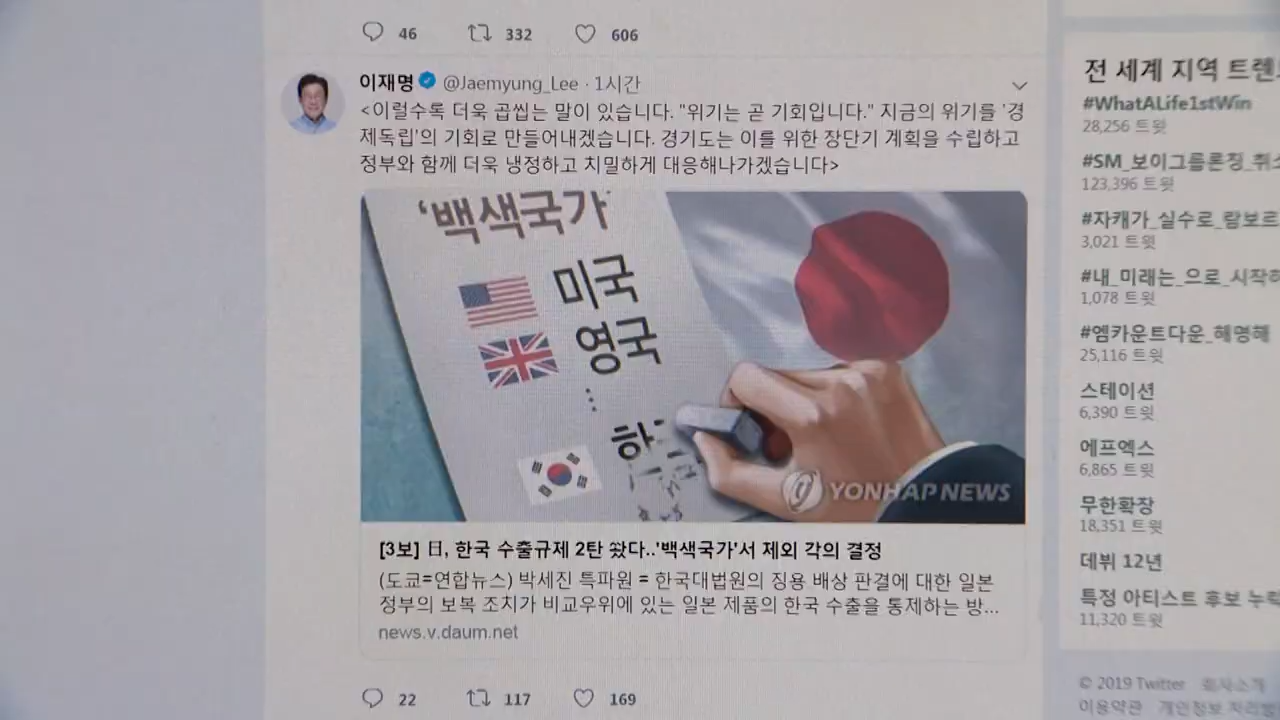 46 332 606
이재명 @Jaemyung_Lee · 1시간
<이럴수록 더욱 곱씹는 말이 있습니다. "위기는 곧 기회입니다." 지금의 위기를 '경
제독립'의 기회로 만들어내겠습니다. 경기도는 이를 위한 장단기 계획을 수립하고
정부와 함께 더욱 냉정하고 치밀하게 대응해나가겠습니다>
'백색국가'
미국
영국
...
YONHAP NEWS
[3보] 日, 한국 수출규제 2탄 쐈다..'백색국가'서 제외 각의 결정
(도쿄=연합뉴스) 박세진 특파원 = 한국대법원의 징용 배상 판결에 대한 일본
정부의 보복 조치가 비교우위에 있는 일본 제품의 한국 수출을 통제하는 방...
news.v.daum.net
22 117 169
전 세계 지역 트렌드
#WhatALife1stWin
28,256 트윗
#SM_보이그룹론칭_취소
123,396 트윗
#자캐가_실수로_람보르
3,021 트윗
#내_미래는_으로_시작하
1,078 트윗
#엠카운트다운_해명해
25,116 트윗
스테이션
6,390 트윗
에프엑스
6,865 트윗
무한확장
18,351 트윗
데뷔 12년
특정 아티스트 후보 누락
11,320 트윗
© 2019 Twitter 회사소개
이용약관 개인정보 처리방